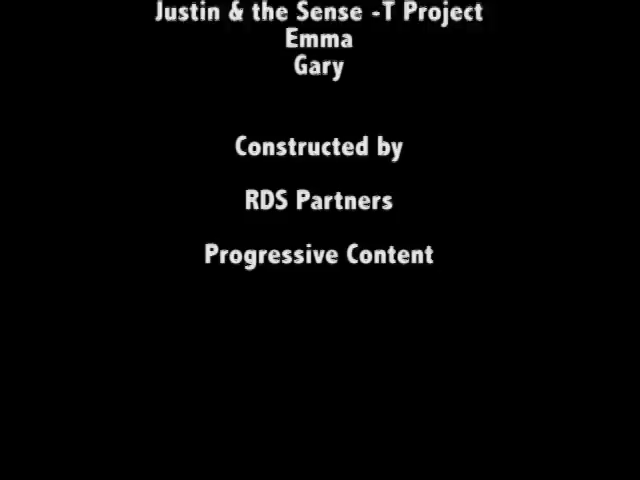 Justin & the Sense -T Project
Emma
Gary
Constructed by
RDS Partners
Progressive Content